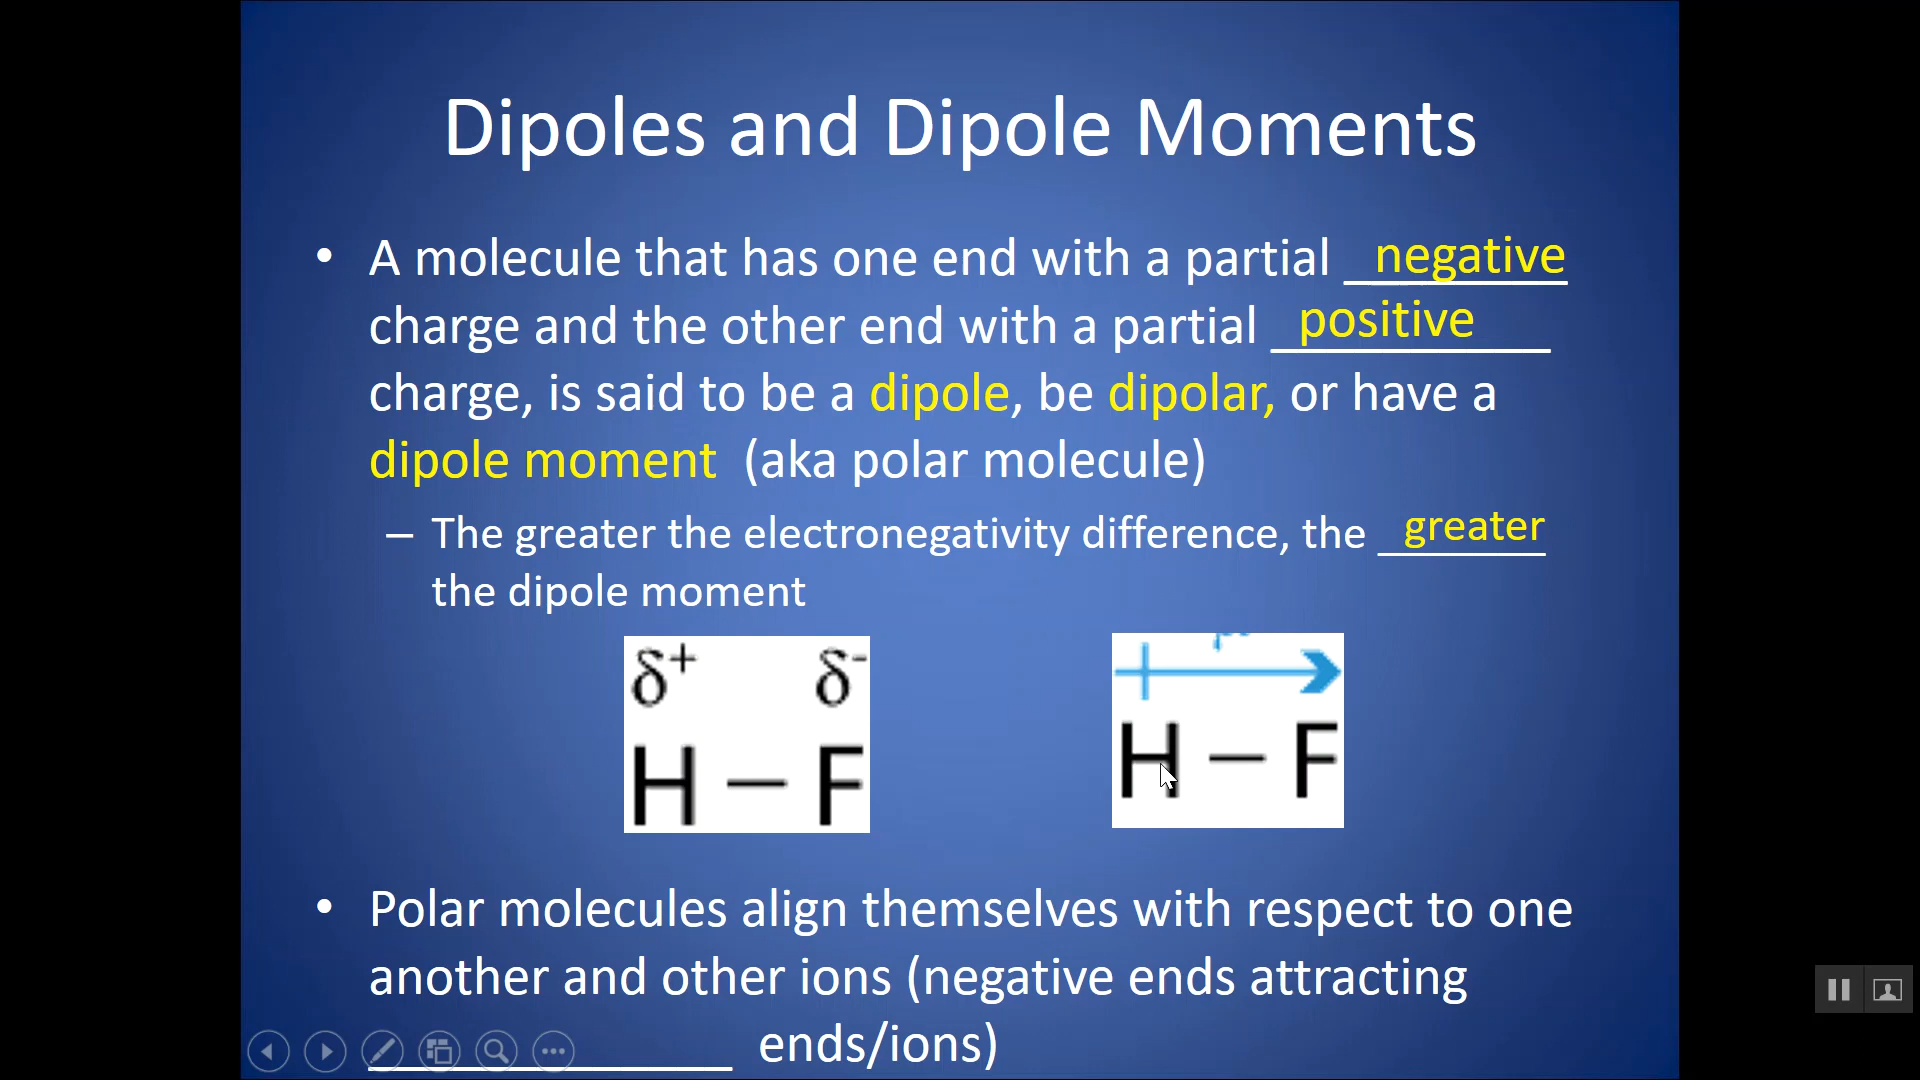 Dipoles and Dipole Moments
• A molecule that has one end with a partial negative
charge and the other end with a partial positive
charge, is said to be a dipole, be dipolar, or have a
dipole moment (aka polar molecule)
– The greater the electronegativity difference, the greater
the dipole moment
δ+ δ-
H – F
H – F
• Polar molecules align themselves with respect to one
another and other ions (negative ends attracting
____________ ends/ions)